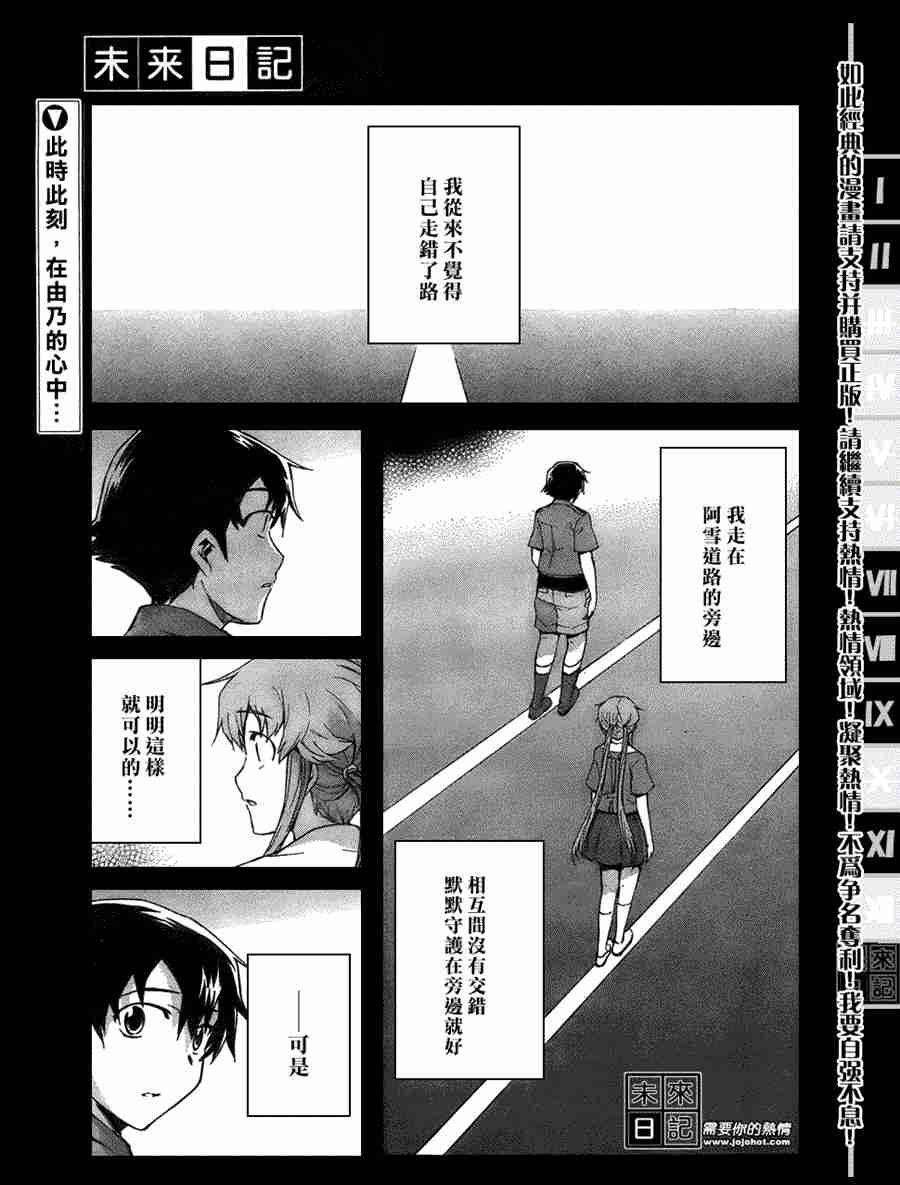 未来日記
如此經典的漫畫請支持并購買正版！請繼續支持熱情！熱情領域！凝聚熱情！不爲争名奪利！我要自强不息！
I
II
III
IV
V
VI
VII
VIII
IX
X
XI
來
記
我從來不覺得
自己走錯了路
此時此刻，在由乃的心中…
我走在
阿雪道路的旁邊
相互間沒有交錯
默默守護在旁邊就好
明明這樣
就可以的……
──可是
未來
日記
需要你的熱情
www.jojohot.com